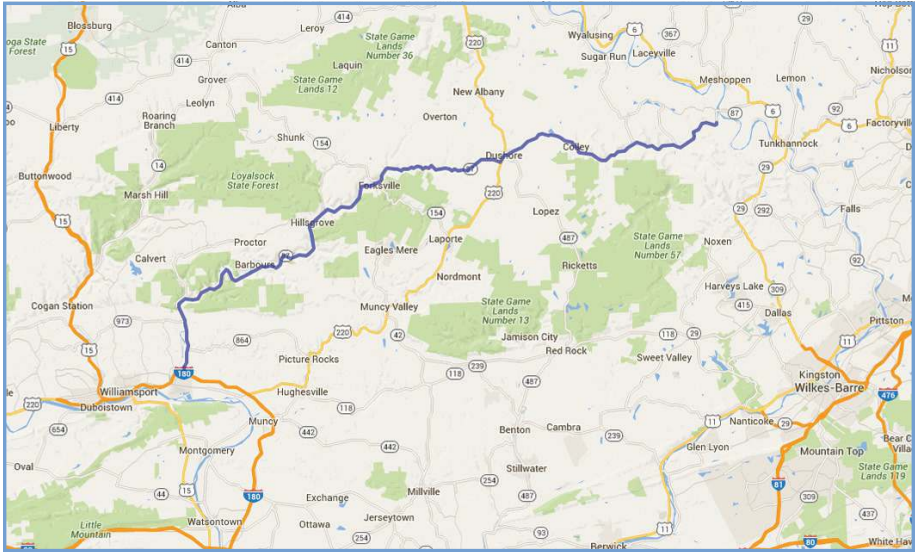 Blossburg
Alba
414
Leroy
State Game
Lands
Number 36
220
Wyalusing
6
367
Laceyville
Sugar Run
29
11
15
Canton
Laquin
414
Grover
State Game
Lands 12
Meshoppen
Lemon
Nicholson
414
Leolyn
New Albany
87
6
92
Roaring
Branch
Overton
6
Factoryville
Liberty
Shunk
154
Tunkhannock
14
Dushore
Colley
29
Buttonwood
Loyalsock
State Forest
Forksville
220
Marsh Hill
154
Lopez
29
292
Falls
15
Hillsgrove
487
State Game
Lands
Number 57
Noxen
Proctor
Laporte
Calvert
Barbours
Eagles Mere
Ricketts
92
Nordmont
Harveys Lake
309
Cogan Station
Muncy Valley
State Game
Lands
Number 13
415
Dallas
973
220
42
Jamison City
118
29
Pittston
864
Red Rock
11
15
Picture Rocks
239
Sweet Valley
180
118
Kingston
Williamsport
Hughesville
487
Wilkes-Barre
476
220
Duboistown
118
11
Nanticoke
29
654
Muncy
442
Benton
Cambra
239
Montgomery
442
Glen Lyon
Mountain Top
Oval
Stillwater
State Game
Lands 119
44
15
180
Exchange
Millville
254
487
81
309
Watsontown
Jerseytown
Little
Mountain
Ottawa
254
93
11
437
Berwick
80
White Hav